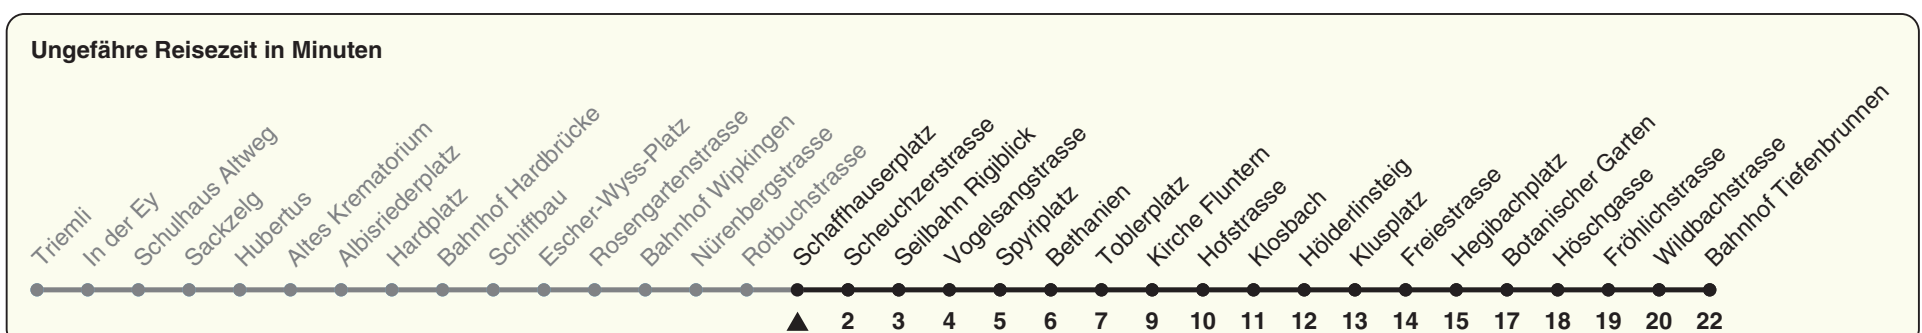 Ungefähre Reisezeit in Minuten
Triemli
In der Ey
Schulhaus Altweg
Sackzelg
Hubertus
Altes Krematorium
Albisriederplatz
Hardplatz
Bahnhof Hardbrücke
Schiffbau
Escher-Wyss-Platz
Rosengartenstrasse
Bahnhof Wipkingen
Nürenbergstrasse
Rotbuchstrasse
Schaffhauserplatz
Scheuchzerstrasse
Seilbahn Rigiblick
Vogelsangstrasse
Spyriplatz
Bethanien
Toblerplatz
Kirche Fluntern
Hofstrasse
Klosbach
Hölderlinsteig
Klusplatz
Freiestrasse
Hegibachplatz
Botanischer Garten
Höschgasse
Fröhlichstrasse
Wildbachstrasse
Bahnhof Tiefenbrunnen
2 3 4 5 6 7 9 10 11 12 13 14 15 17 18 19 20 22